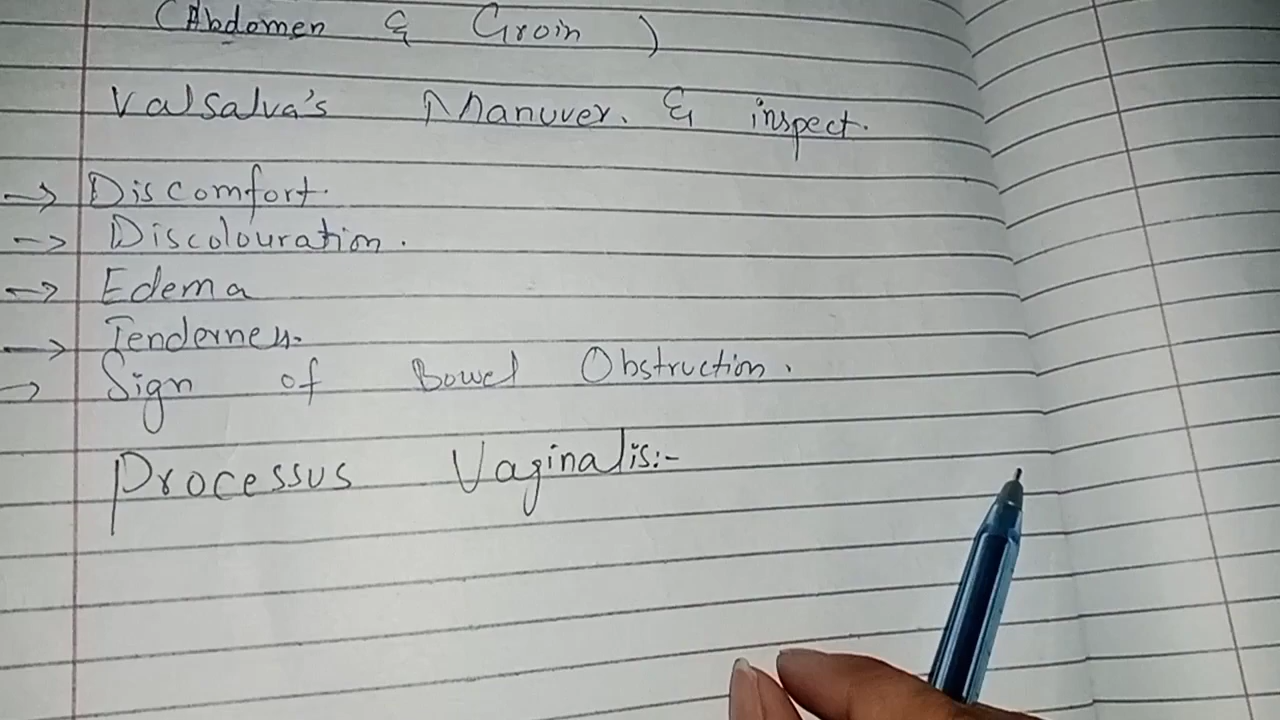 (Abdomen & Groin )
Valsalva's Manuver. & inspect.
→ Discomfort.
→ Discolouration.
→ Edema
→ Tenderness.
→ Sign of Bowel Obstruction.
Processus Vaginalis:-